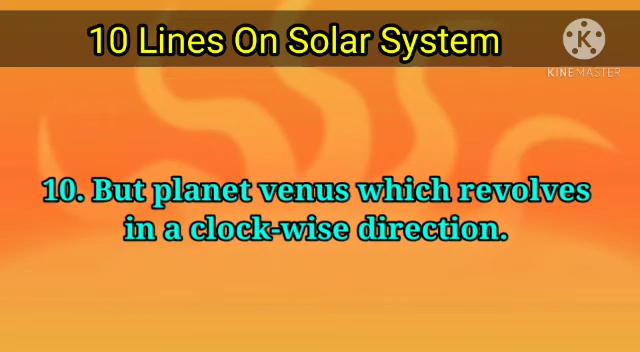 10 Lines On Solar System
K
KINEMASTER
10. But planet venus which revolves
in a clock-wise direction.